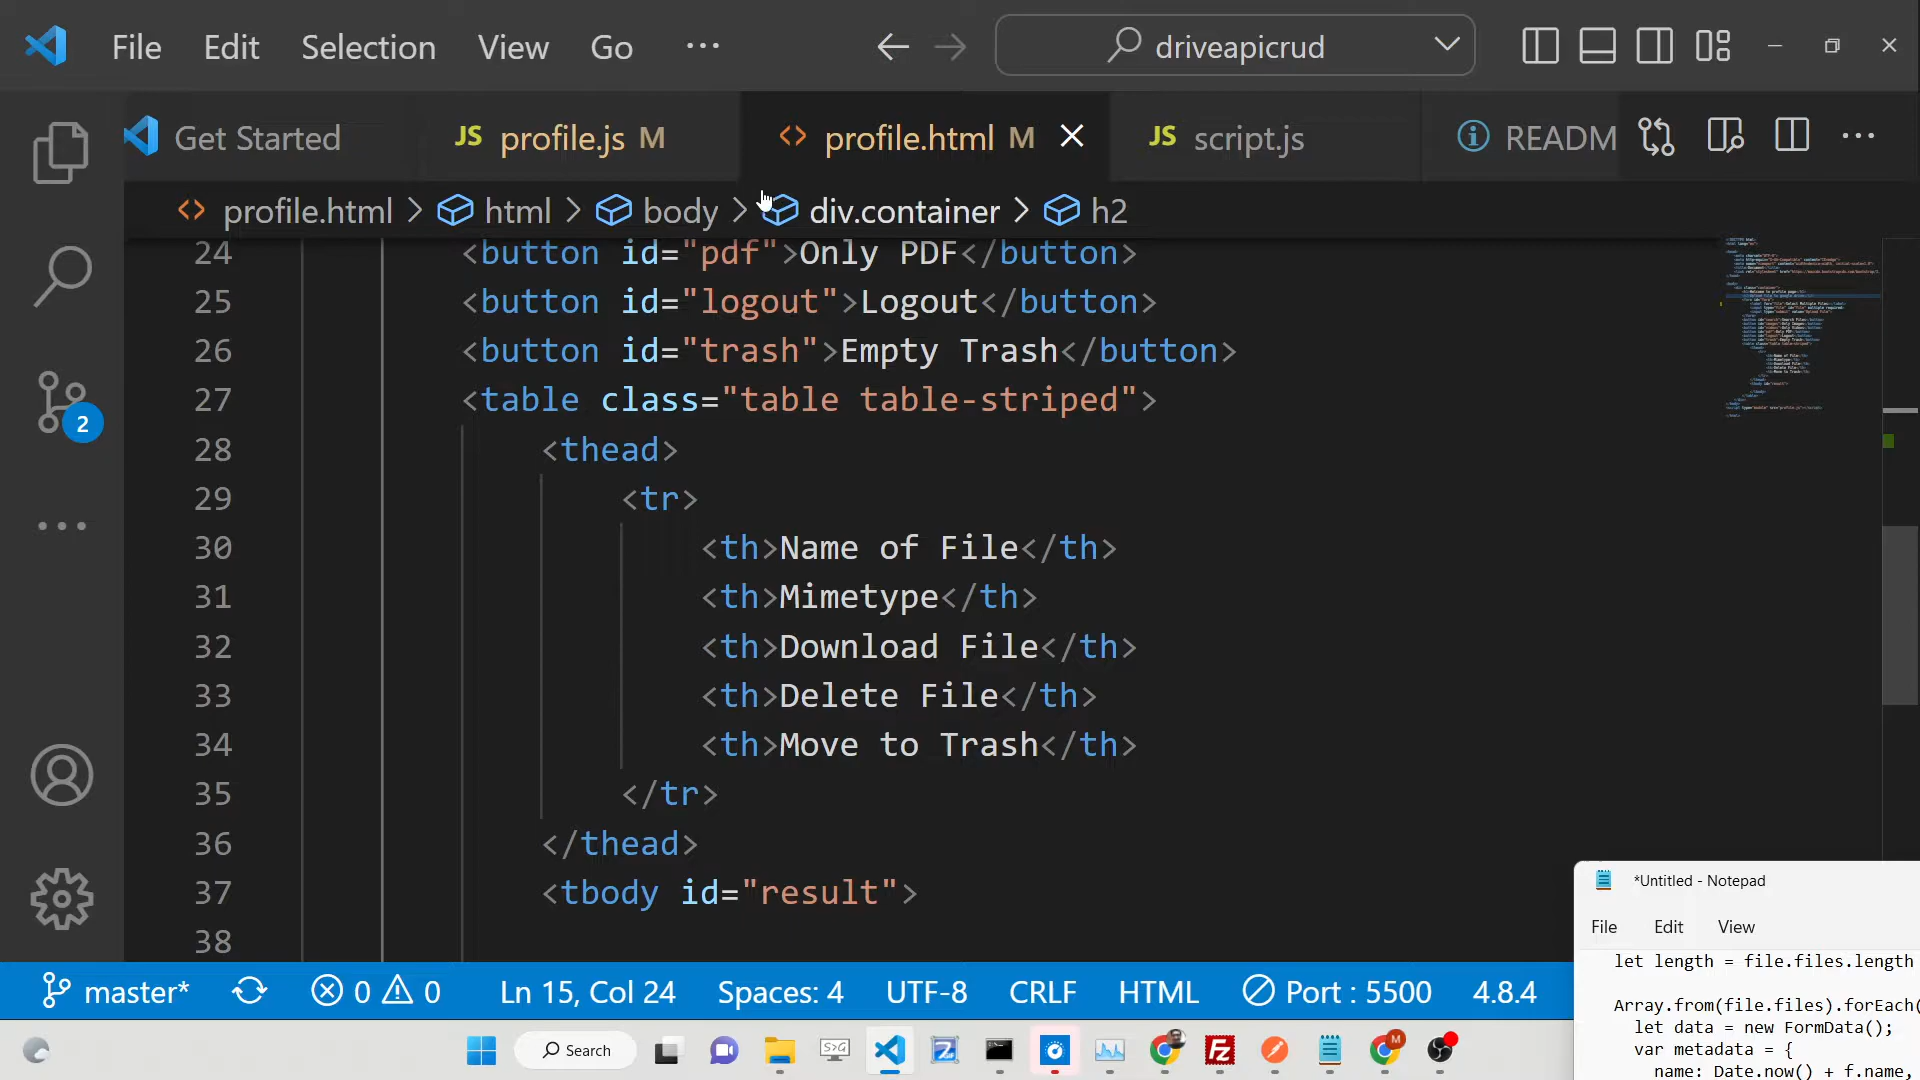 File Edit Selection View Go ··· driveapicrud
Get Started JS profile.js M <> profile.html M JS script.js READM
<> profile.html > html > body > div.container > h2
24 <button id="pdf">Only PDF</button>
25 <button id="logout">Logout</button>
26 <button id="trash">Empty Trash</button>
27 <table class="table table-striped">
28 <thead>
29 <tr>
30 <th>Name of File</th>
31 <th>Mimetype</th>
32 <th>Download File</th>
33 <th>Delete File</th>
34 <th>Move to Trash</th>
35 </tr>
36 </thead>
37 <tbody id="result">
38
2
*Untitled - Notepad
File Edit View
let length = file.files.length
Array.from(file.files).forEach(
let data = new FormData();
var metadata = {
name: Date.now() + f.name,
master* 0 0 Ln 15, Col 24 Spaces: 4 UTF-8 CRLF HTML Port : 5500 4.8.4
Search